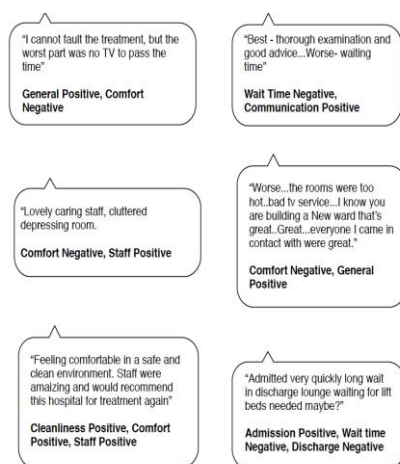 "I cannot fault the treatment, but the
worst part was no TV to pass the
time"
General Positive, Comfort
Negative
"Best - thorough examination and
good advice...Worse- waiting
time"
Wait Time Negative,
Communication Positive
"Lovely caring staff, cluttered
depressing room.
Comfort Negative, Staff Positive
"Worse...the rooms were too
hot..bad tv service...I know you
are building a New ward that's
great..Great...everyone I came in
contact with were great."
Comfort Negative, General
Positive
"Feeling comfortable in a safe and
clean environment. Staff were
amaizing and would recommend
this hospital for treatment again"
Cleanliness Positive, Comfort
Positive, Staff Positive
"Admitted very quickly long wait
in discharge lounge waiting for lift
beds needed maybe?"
Admission Positive, Wait time
Negative, Discharge Negative